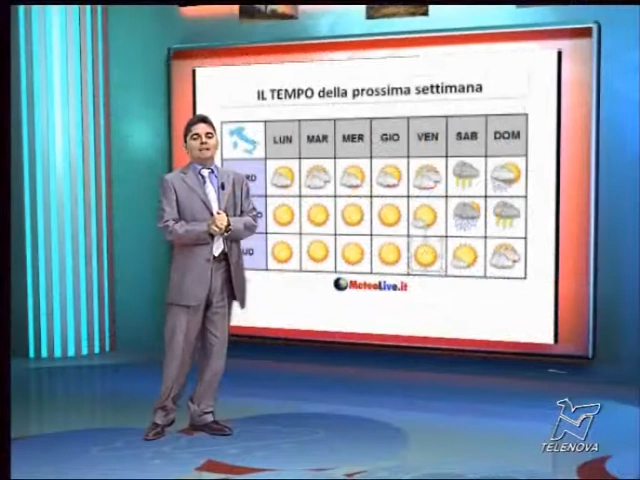 IL TEMPO della prossima settimana
LUN MAR MER GIO VEN SAB DOM
MeteoLive.it
TELENOVA